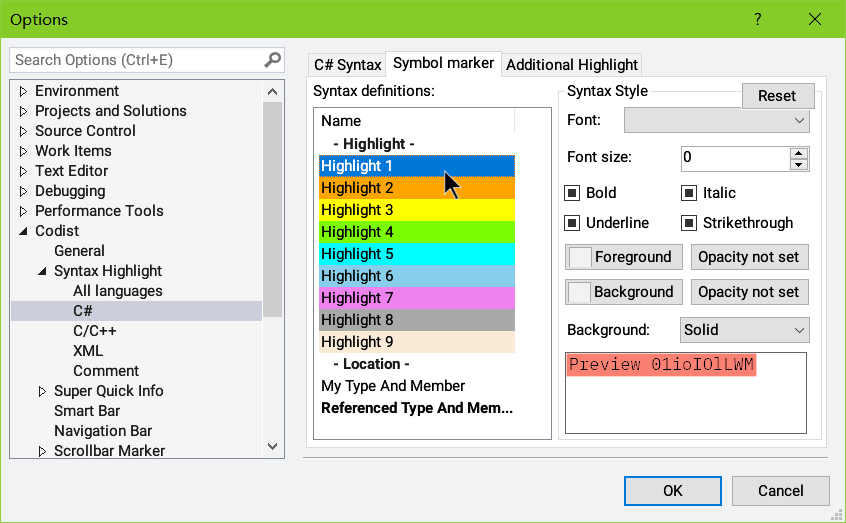 Options
?
Search Options (Ctrl+E)
Environment
Projects and Solutions
Source Control
Work Items
Text Editor
Debugging
Performance Tools
Codist
General
Syntax Highlight
All languages
C#
C/C++
XML
Comment
Super Quick Info
Smart Bar
Navigation Bar
Scrollbar Marker
C# Syntax
Symbol marker
Additional Highlight
Syntax definitions:
Name
- Highlight -
Highlight 1
Highlight 2
Highlight 3
Highlight 4
Highlight 5
Highlight 6
Highlight 7
Highlight 8
Highlight 9
- Location -
My Type And Member
Referenced Type And Mem...
Syntax Style
Reset
Font:
Font size:
0
Bold
Italic
Underline
Strikethrough
Foreground
Opacity not set
Background
Opacity not set
Background:
Solid
Preview 01ioIOlLWM
OK
Cancel